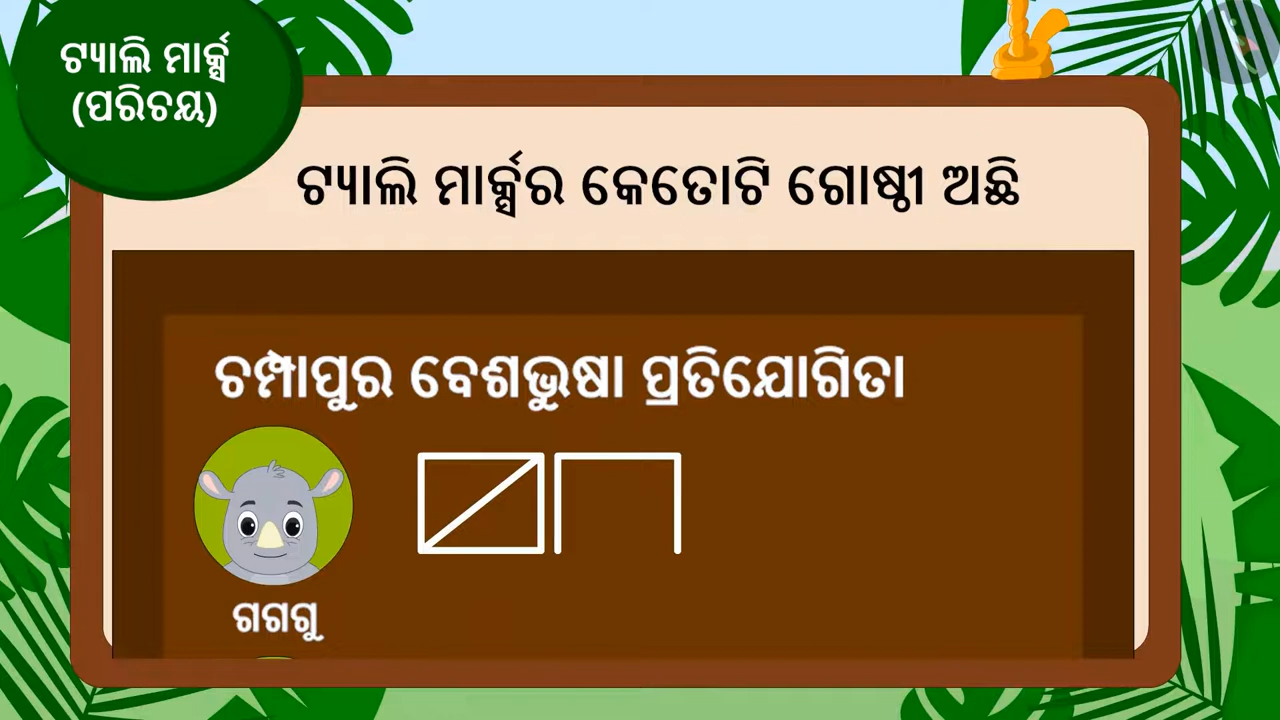 ଟ୍ୟାଲି ମାର୍କ୍ସ
(ପରିଚୟ)
ଟ୍ୟାଲି ମାର୍କ୍ସର କେତୋଟି ଗୋଷ୍ଠୀ ଅଛି
ଚମ୍ପାପୁର ବେଶଭୁଷା ପ୍ରତିଯୋଗିତା
ଗଗଗୁ